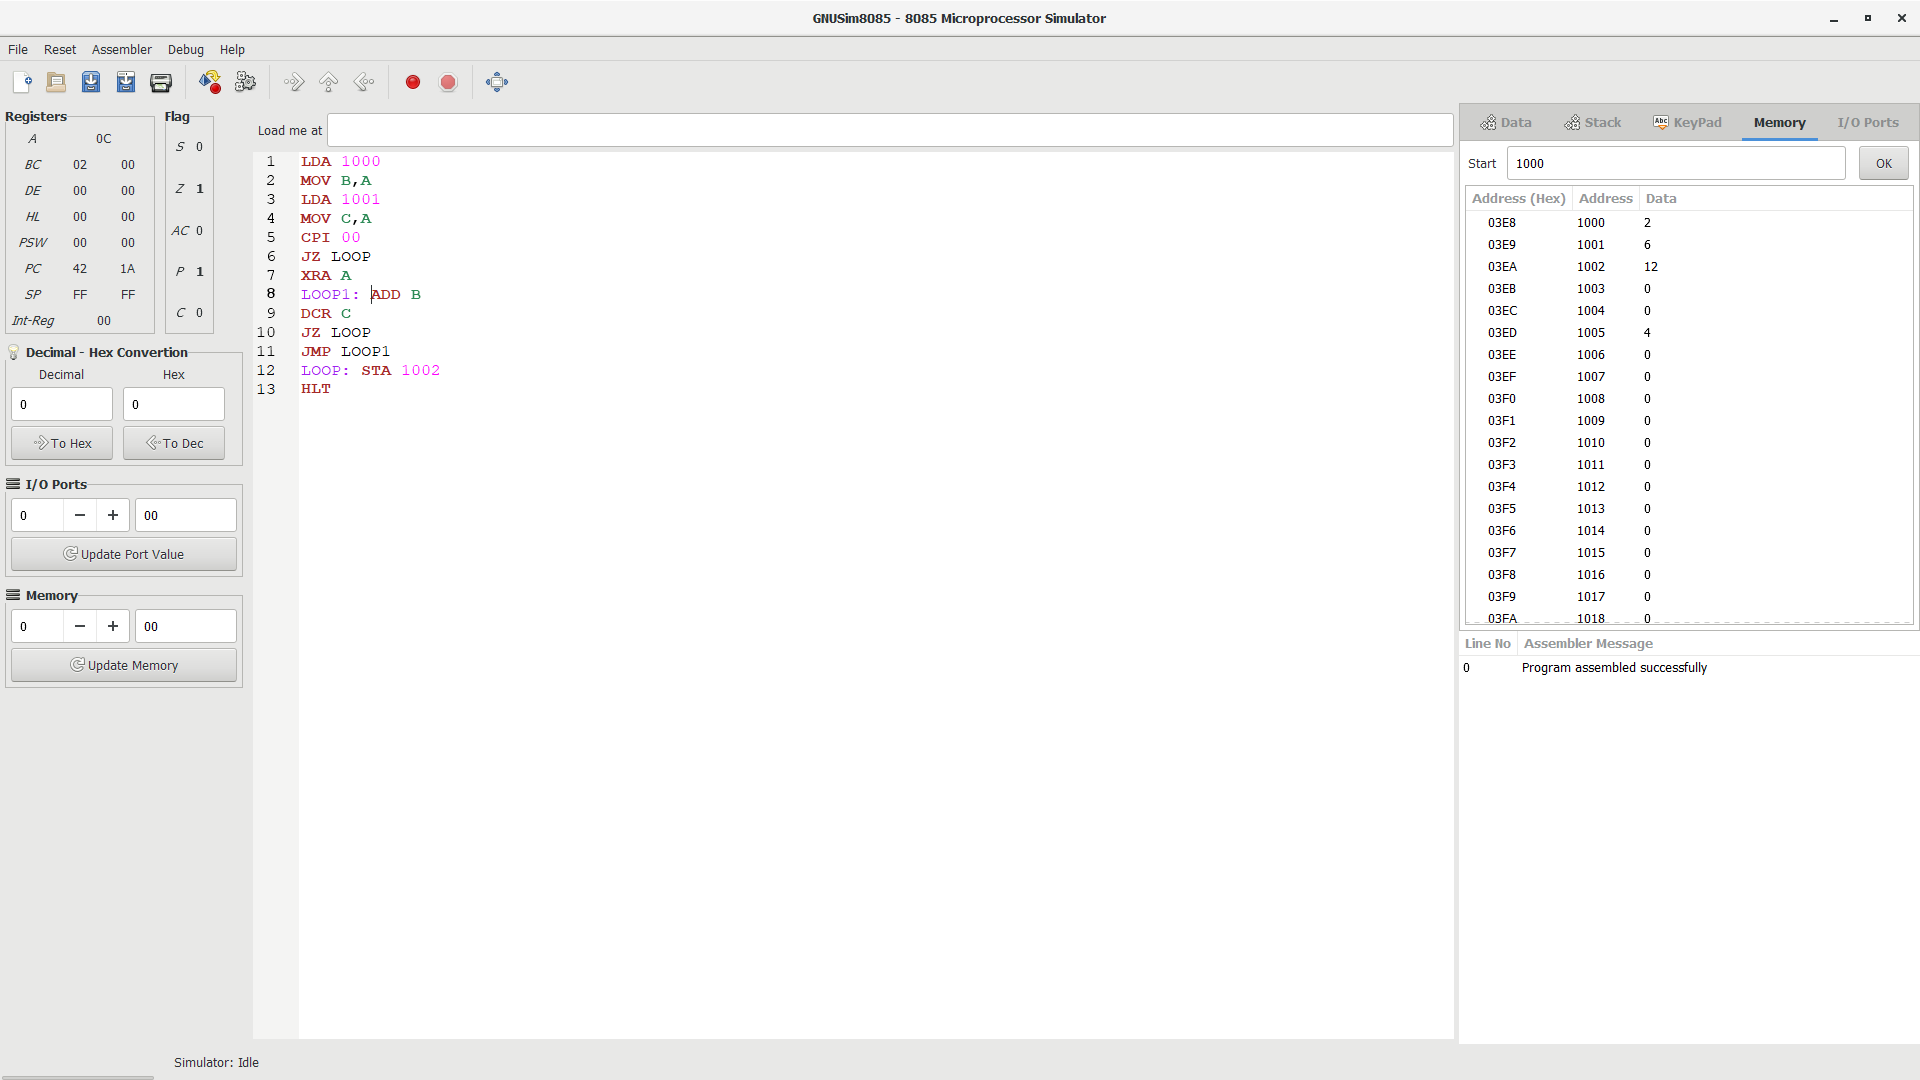 GNUSim8085 - 8085 Microprocessor Simulator
File Reset Assembler Debug Help
Registers
A 0C
BC 02 00
DE 00 00
HL 00 00
PSW 00 00
PC 42 1A
SP FF FF
Int-Reg 00
Flag
S 0
Z 1
AC 0
P 1
C 0
Decimal - Hex Convertion
Decimal Hex
0 0
To Hex To Dec
I/O Ports
0 − + 00
Update Port Value
Memory
0 − + 00
Update Memory
Load me at
1 LDA 1000
2 MOV B,A
3 LDA 1001
4 MOV C,A
5 CPI 00
6 JZ LOOP
7 XRA A
8 LOOP1: ADD B
9 DCR C
10 JZ LOOP
11 JMP LOOP1
12 LOOP: STA 1002
13 HLT
Data Stack Abc KeyPad Memory I/O Ports
Start 1000 OK
Address (Hex) Address Data
03E8 1000 2
03E9 1001 6
03EA 1002 12
03EB 1003 0
03EC 1004 0
03ED 1005 4
03EE 1006 0
03EF 1007 0
03F0 1008 0
03F1 1009 0
03F2 1010 0
03F3 1011 0
03F4 1012 0
03F5 1013 0
03F6 1014 0
03F7 1015 0
03F8 1016 0
03F9 1017 0
03FA 1018 0
Line No Assembler Message
0 Program assembled successfully
Simulator: Idle